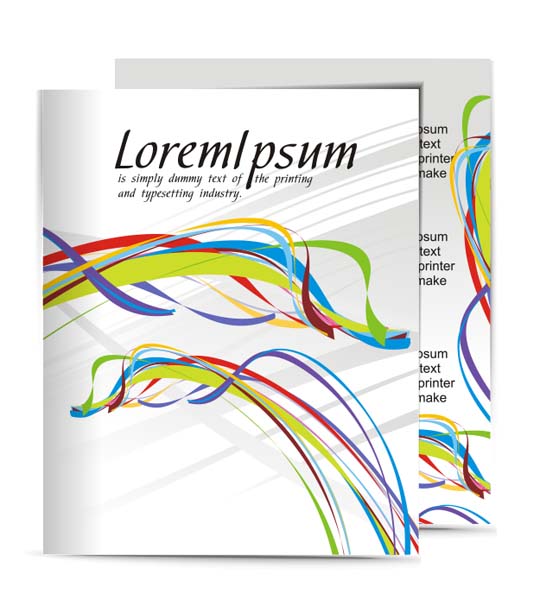 LoremIpsum
is simply dummy text of the printing
and typesetting industry.
psum
text
printer
make
psum
text
printer
make
psum
text
printer
make